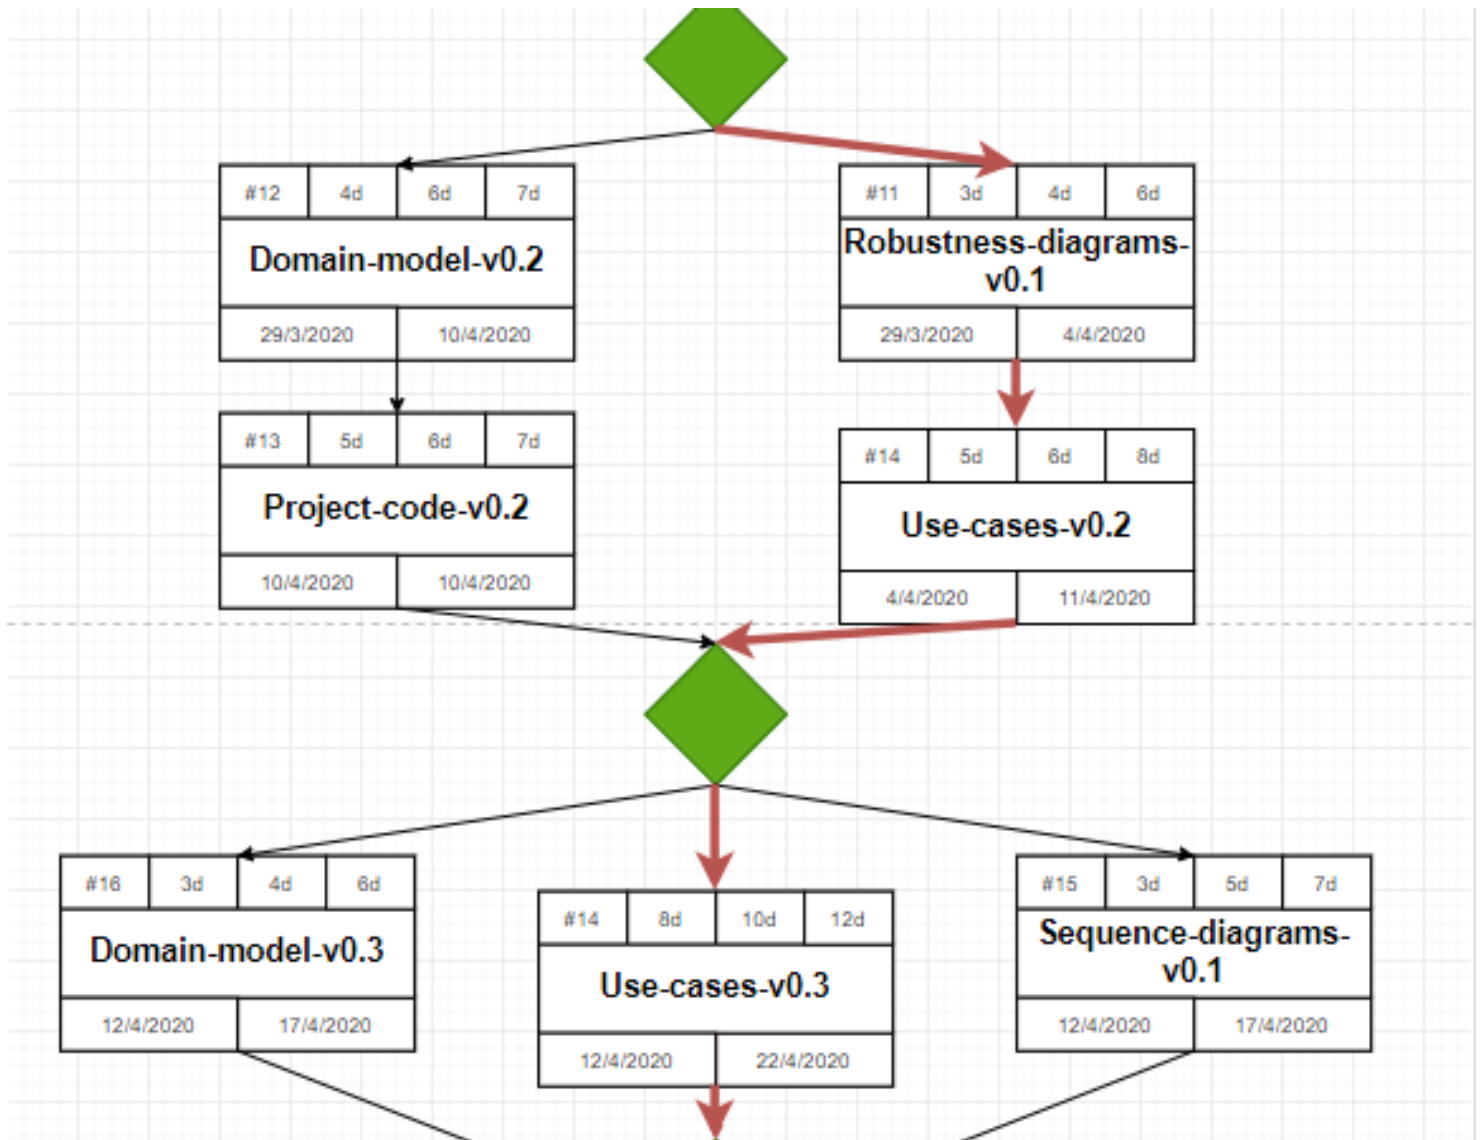 #12 4d 6d 7d
Domain-model-v0.2
29/3/2020 10/4/2020
#11 3d 4d 6d
Robustness-diagrams-
v0.1
29/3/2020 4/4/2020
#13 5d 6d 7d
Project-code-v0.2
10/4/2020 10/4/2020
#14 5d 6d 8d
Use-cases-v0.2
4/4/2020 11/4/2020
#16 3d 4d 6d
Domain-model-v0.3
12/4/2020 17/4/2020
#14 8d 10d 12d
Use-cases-v0.3
12/4/2020 22/4/2020
#15 3d 5d 7d
Sequence-diagrams-
v0.1
12/4/2020 17/4/2020